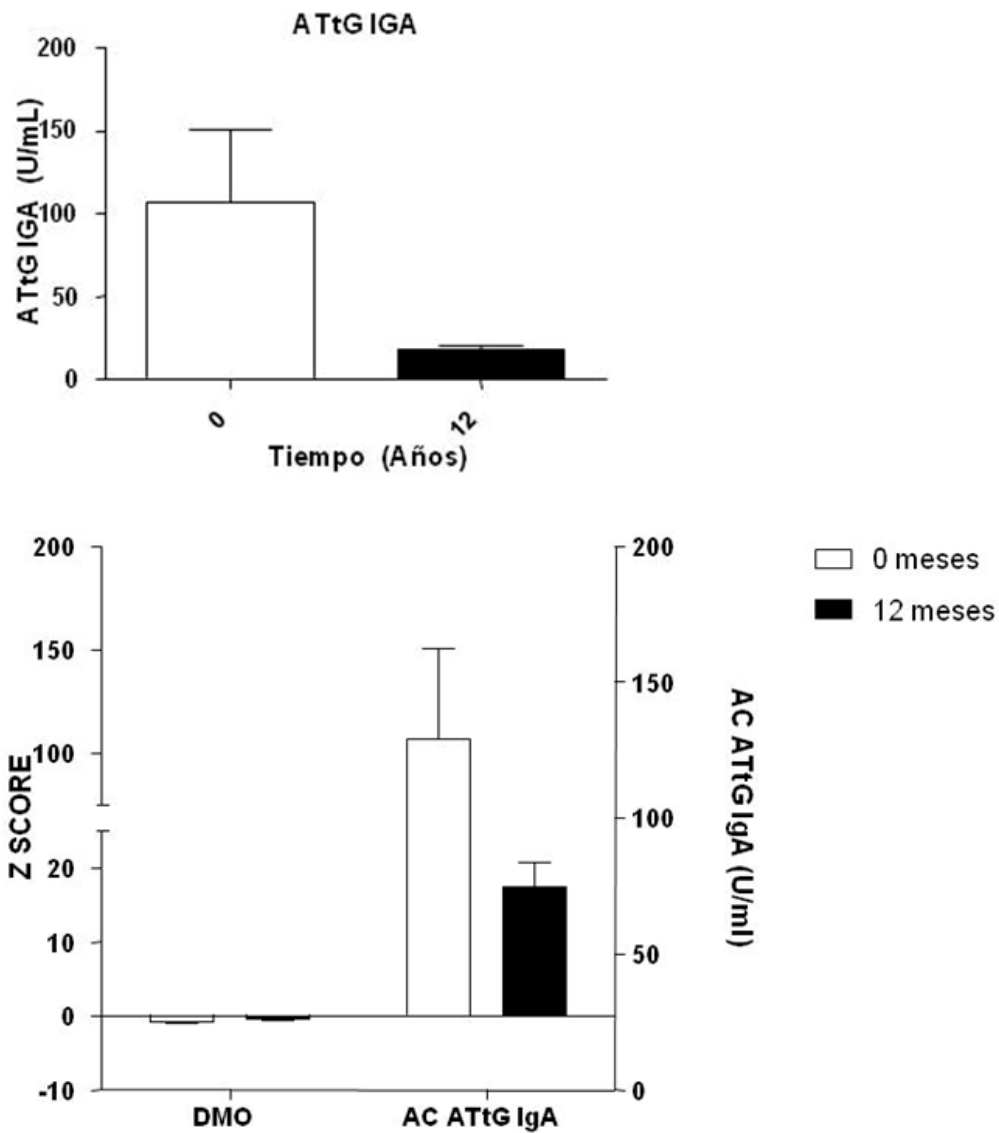 ATtG IGA
ATtG IGA (U/mL)
200
150
100
50
0
0
12
Tiempo (Años)
Z SCORE
200
150
100
20
10
0
-10
DMO
AC ATtG IgA
200
150
100
50
0
AC ATtG IgA (U/ml)
0 meses
12 meses